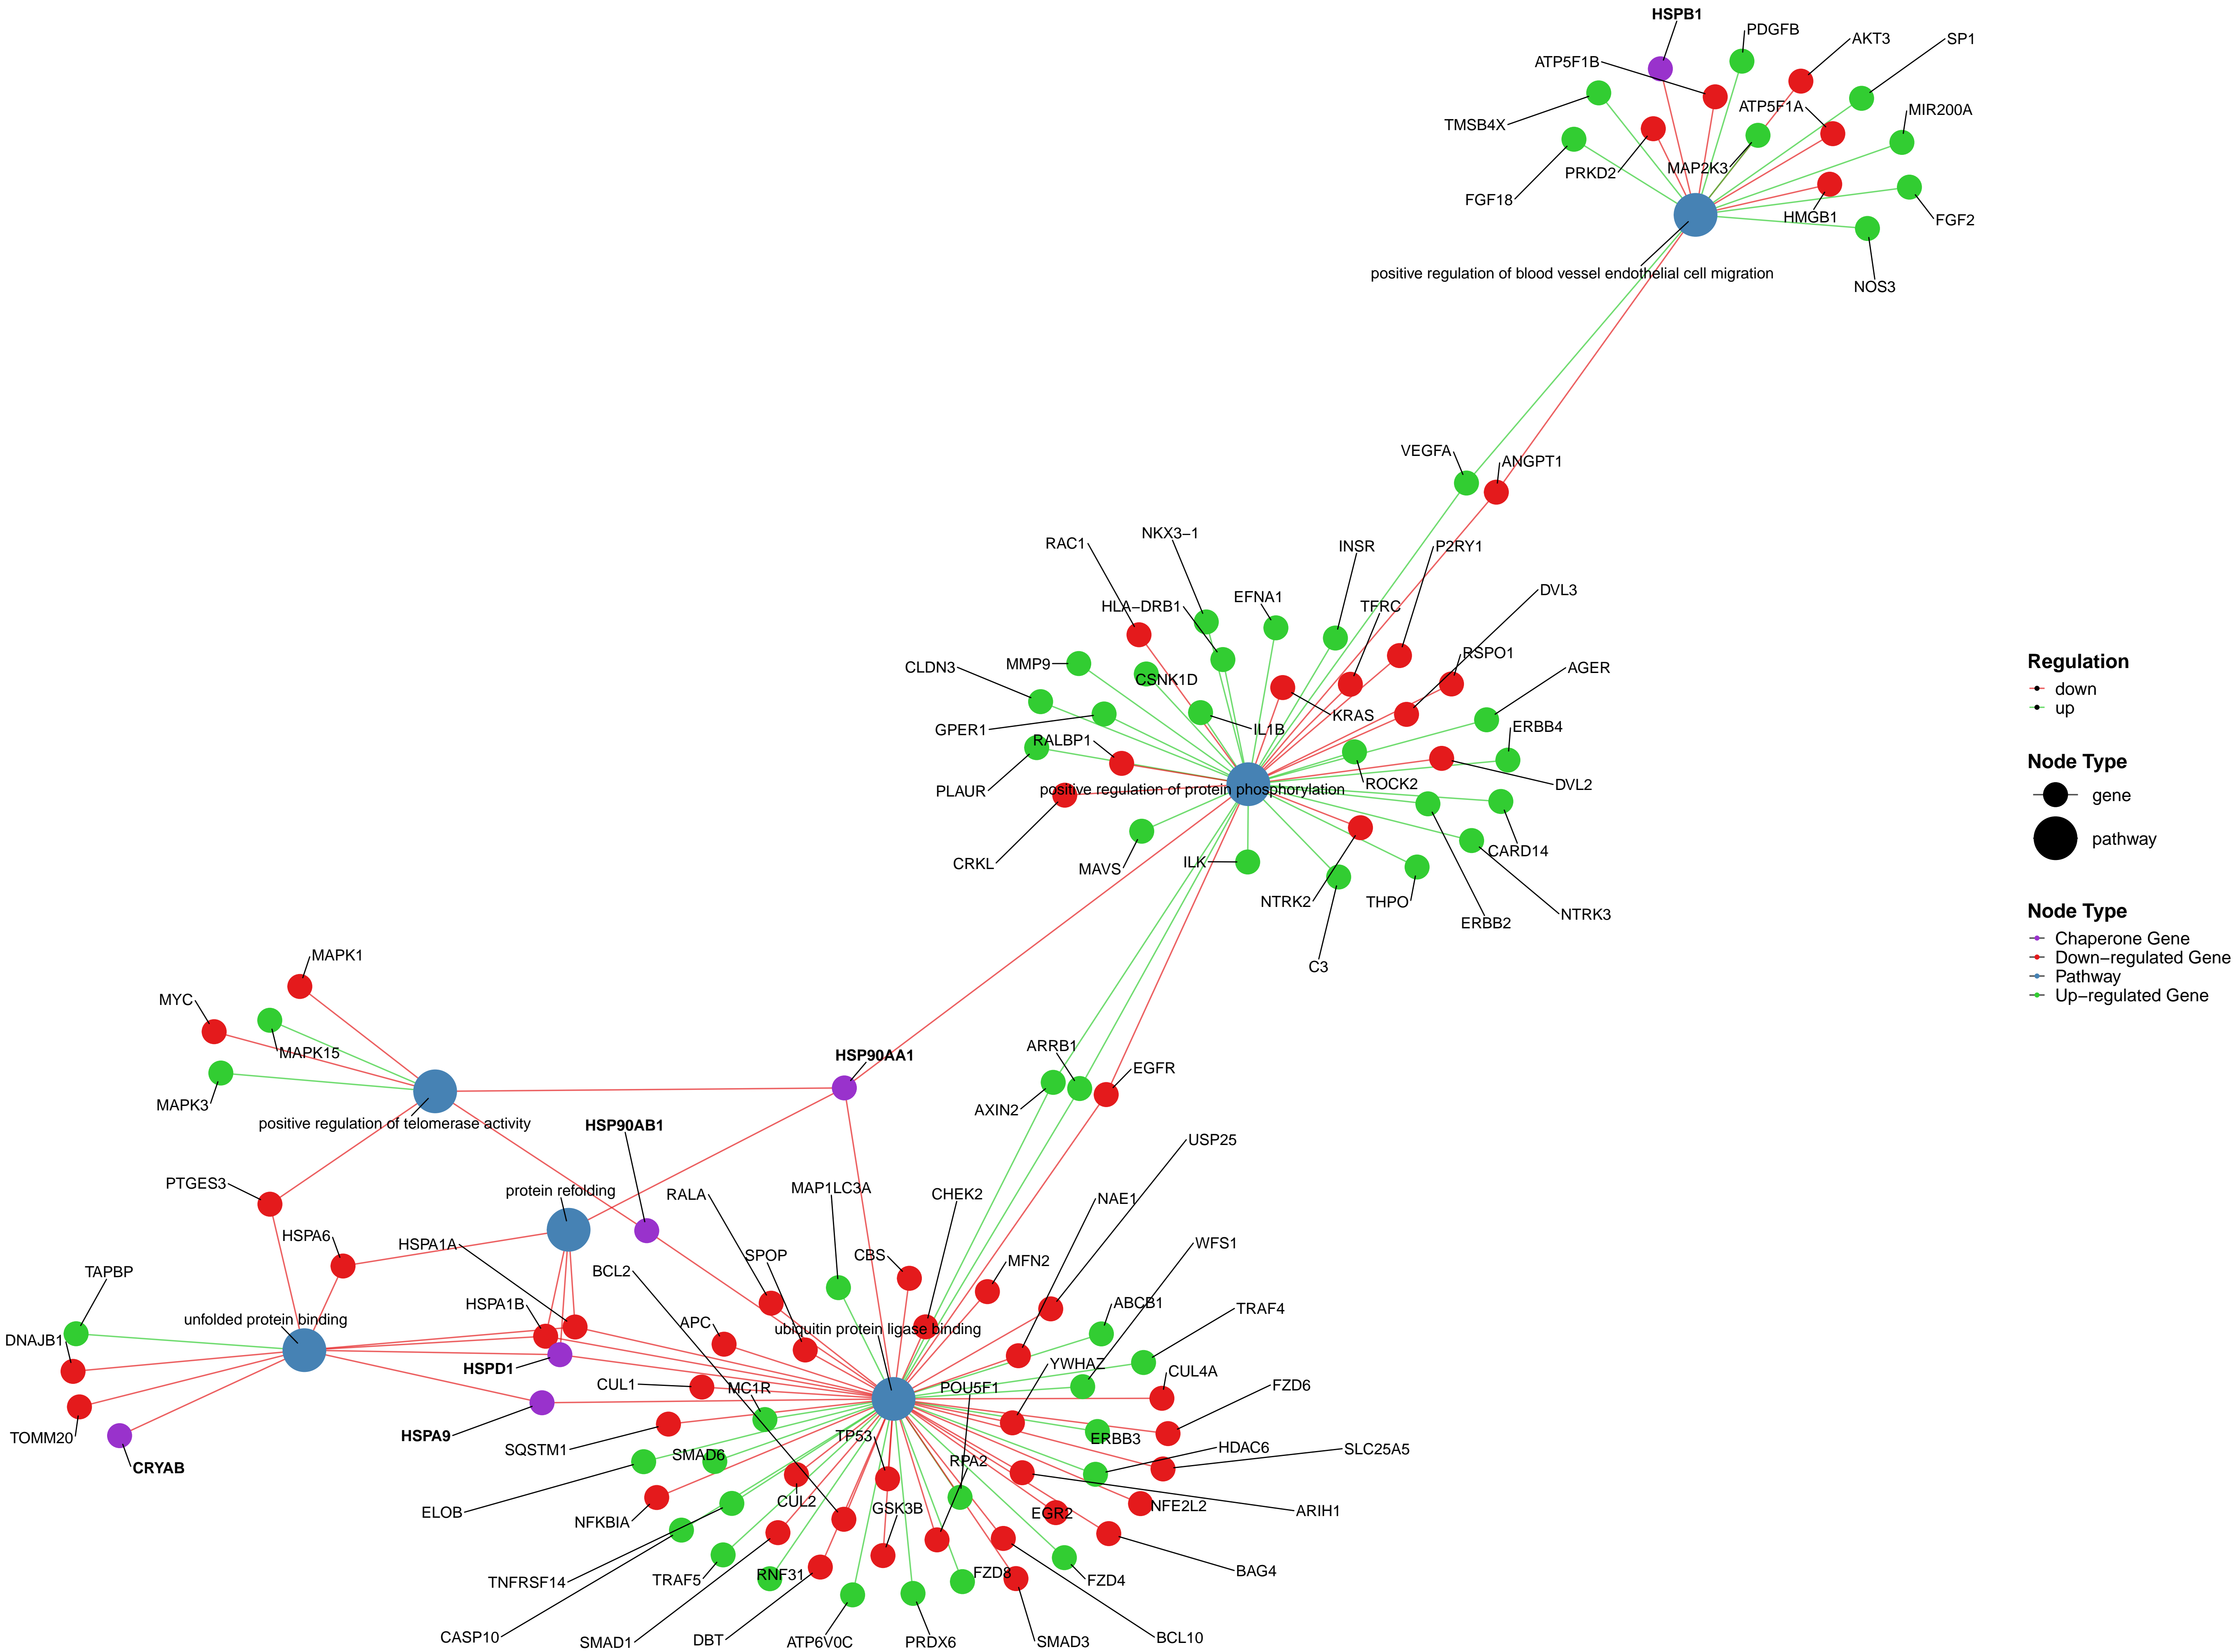 HSPB1
PDGFB
AKT3
SP1
ATP5F1B
ATP5F1A
MIR200A
TMSB4X
MAP2K3
PRKD2
FGF18
HMGB1
FGF2
positive regulation of blood vessel endothelial cell migration
NOS3
VEGFA
ANGPT1
NKX3−1
RAC1
INSR
P2RY1
DVL3
EFNA1
HLA−DRB1
TFRC
RSPO1
CLDN3
MMP9
AGER
CSNK1D
KRAS
GPER1
IL1B
ERBB4
RALBP1
ROCK2
DVL2
PLAUR
positive regulation of protein phosphorylation
CARD14
CRKL
MAVS
ILK
NTRK2
THPO
ERBB2
NTRK3
C3
Regulation
down
up
Node Type
gene
pathway
Node Type
Chaperone Gene
Down−regulated Gene
Pathway
Up−regulated Gene
MAPK1
MYC
MAPK15
MAPK3
HSP90AA1
ARRB1
EGFR
AXIN2
positive regulation of telomerase activity
HSP90AB1
USP25
PTGES3
protein refolding
RALA
MAP1LC3A
CHEK2
NAE1
HSPA6
HSPA1A
WFS1
SPOP
CBS
MFN2
BCL2
TAPBP
HSPA1B
ABCB1
TRAF4
unfolded protein binding
APC
ubiquitin protein ligase binding
DNAJB1
HSPD1
YWHAZ
CUL4A
CUL1
MC1R
POU5F1
FZD6
TOMM20
HSPA9
SQSTM1
TP53
ERBB3
HDAC6
SLC25A5
CRYAB
SMAD6
RPA2
ELOB
CUL2
GSK3B
EGR2
NFE2L2
ARIH1
NFKBIA
TNFRSF14
TRAF5
RNF31
FZD8
FZD4
BAG4
CASP10
SMAD1
DBT
ATP6V0C
PRDX6
SMAD3
BCL10